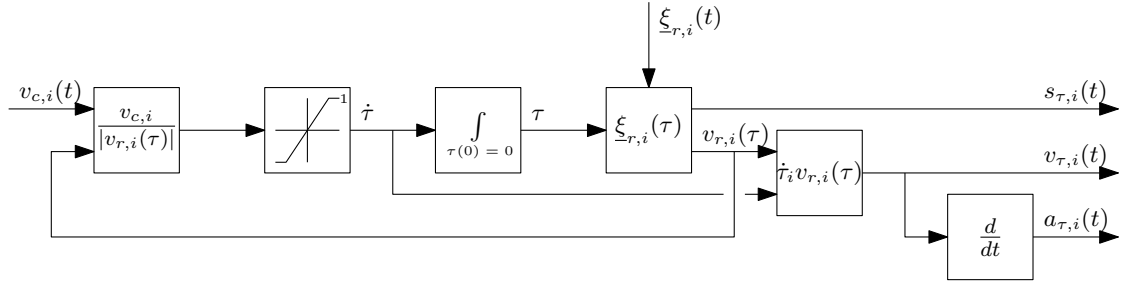 ξ_{r,i}(t)
v_{c,i}(t)
v_{c,i}
|v_{r,i}(τ)|
1
τ̇
∫
τ(0) = 0
τ
ξ_{r,i}(τ)
v_{r,i}(τ)
s_{τ,i}(t)
τ̇_i v_{r,i}(τ)
v_{τ,i}(t)
d
dt
a_{τ,i}(t)